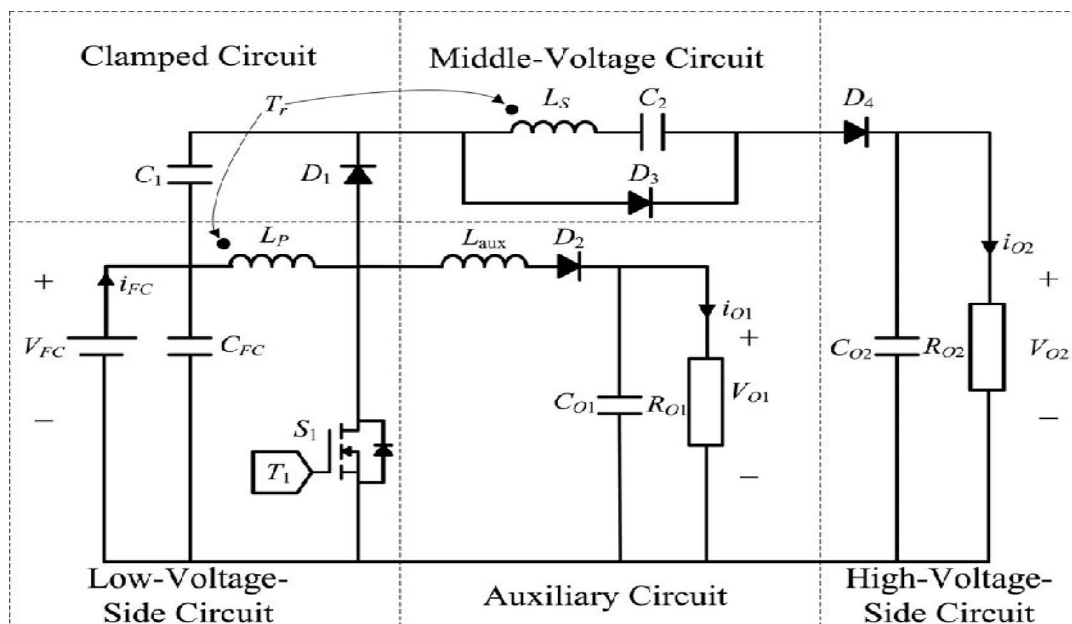 Clamped Circuit
Middle-Voltage Circuit
Tr
LS
C2
D4
C1
D1
D3
LP
Laux
D2
+
iFC
iO1
iO2
+
+
VFC
CFC
CO1
RO1
VO1
CO2
RO2
VO2
−
S1
T1
−
−
Low-Voltage-
Side Circuit
Auxiliary Circuit
High-Voltage-
Side Circuit